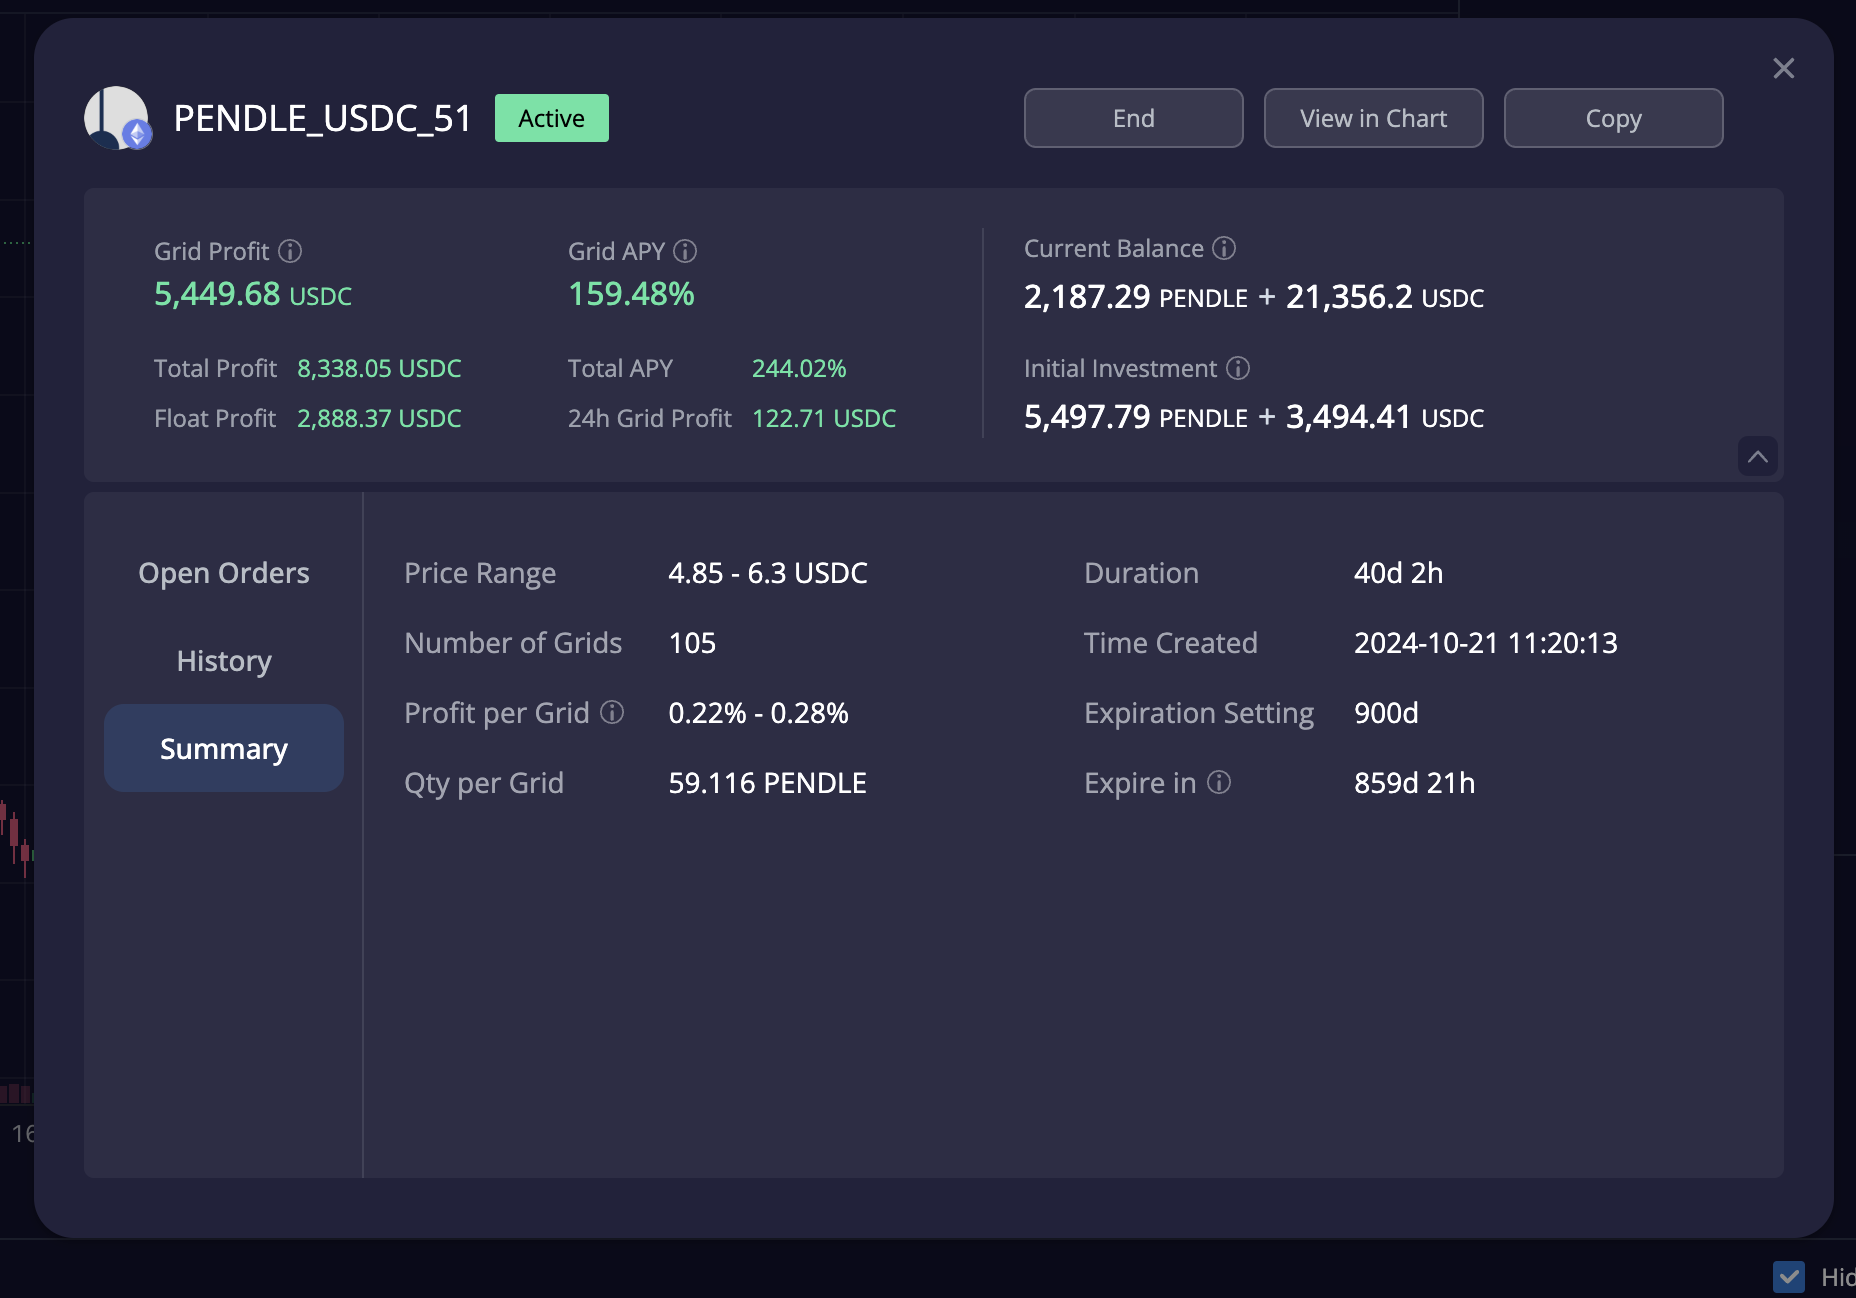 PENDLE_USDC_51 Active End View in Chart Copy
Grid Profit Grid APY Current Balance
5,449.68 USDC 159.48% 2,187.29 PENDLE + 21,356.2 USDC
Total Profit 8,338.05 USDC Total APY 244.02% Initial Investment
Float Profit 2,888.37 USDC 24h Grid Profit 122.71 USDC 5,497.79 PENDLE + 3,494.41 USDC
Open Orders
History
Summary
Price Range 4.85 - 6.3 USDC Duration 40d 2h
Number of Grids 105 Time Created 2024-10-21 11:20:13
Profit per Grid 0.22% - 0.28% Expiration Setting 900d
Qty per Grid 59.116 PENDLE Expire in 859d 21h
16